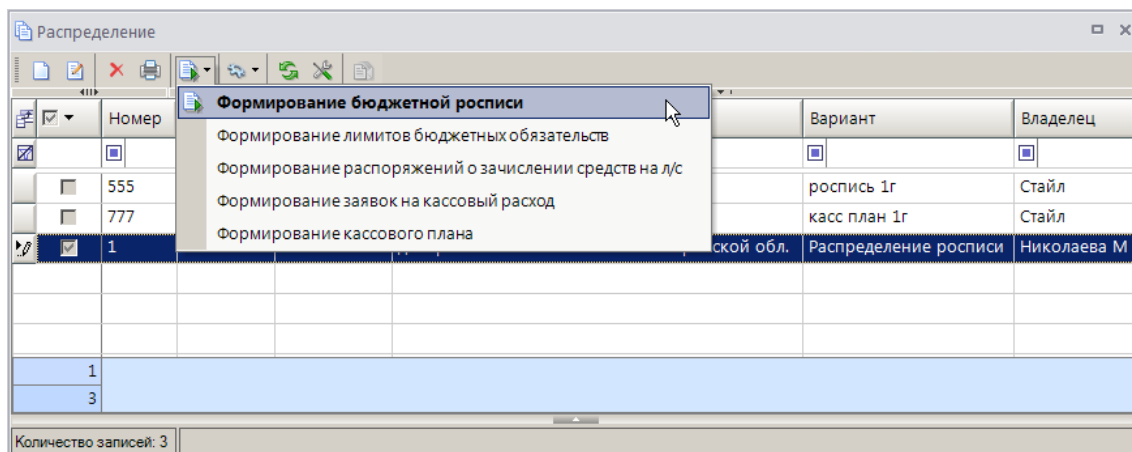 Распределение
Формирование бюджетной росписи
Номер Вариант Владелец
Формирование лимитов бюджетных обязательств
Формирование распоряжений о зачислении средств на л/с
555 роспись 1г Стайл
Формирование заявок на кассовый расход
777 касс план 1г Стайл
Формирование кассового плана
1 обл. Распределение росписи Николаева М
1
3
Количество записей: 3